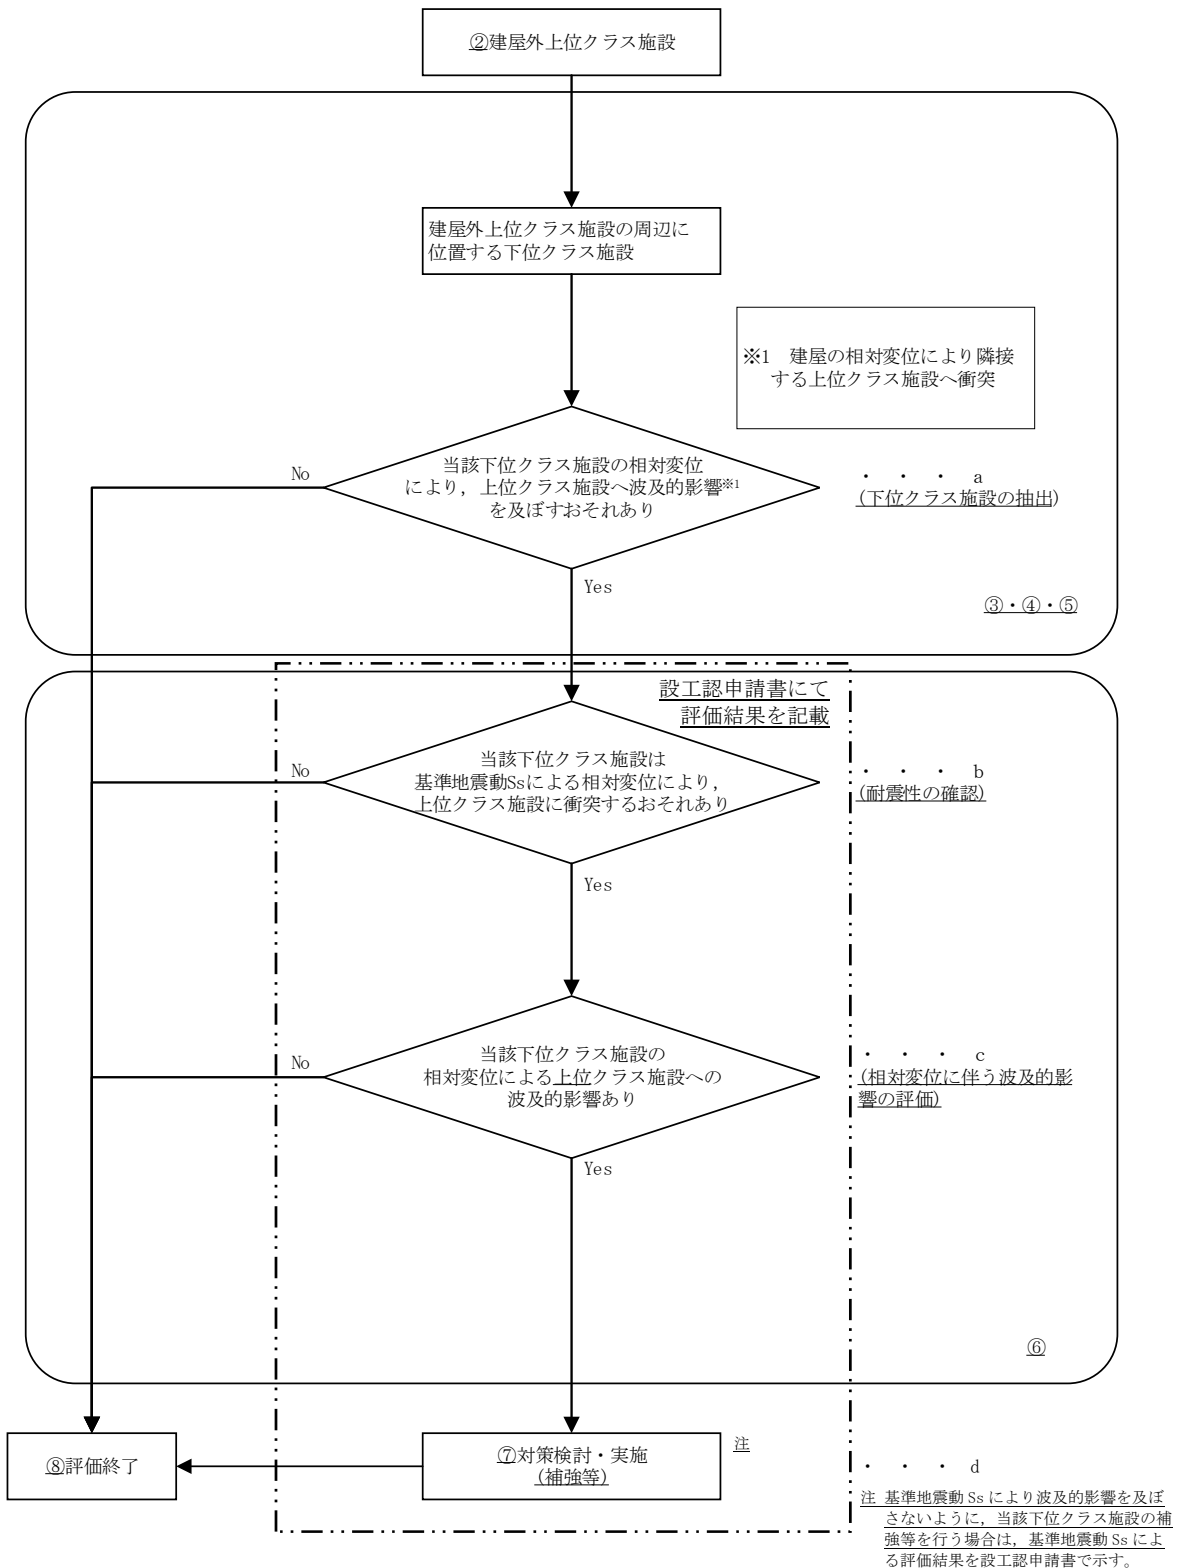 ②建屋外上位クラス施設
建屋外上位クラス施設の周辺に
位置する下位クラス施設
※1　建屋の相対変位により隣接
する上位クラス施設へ衝突
当該下位クラス施設の相対変位
により，上位クラス施設へ波及的影響※1
を及ぼすおそれあり
No
・　・　・　a
(下位クラス施設の抽出)
Yes
③・④・⑤
設工認申請書にて
評価結果を記載
当該下位クラス施設は
基準地震動Ssによる相対変位により，
上位クラス施設に衝突するおそれあり
No
・　・　・　b
(耐震性の確認)
Yes
当該下位クラス施設の
相対変位による上位クラス施設への
波及的影響あり
No
・　・　・　c
(相対変位に伴う波及的影
響の評価)
Yes
⑥
⑧評価終了
⑦対策検討・実施
(補強等)
注
・　・　・　d
注 基準地震動 Ss により波及的影響を及ぼ
さないように，当該下位クラス施設の補
強等を行う場合は，基準地震動 Ss によ
る評価結果を設工認申請書で示す。